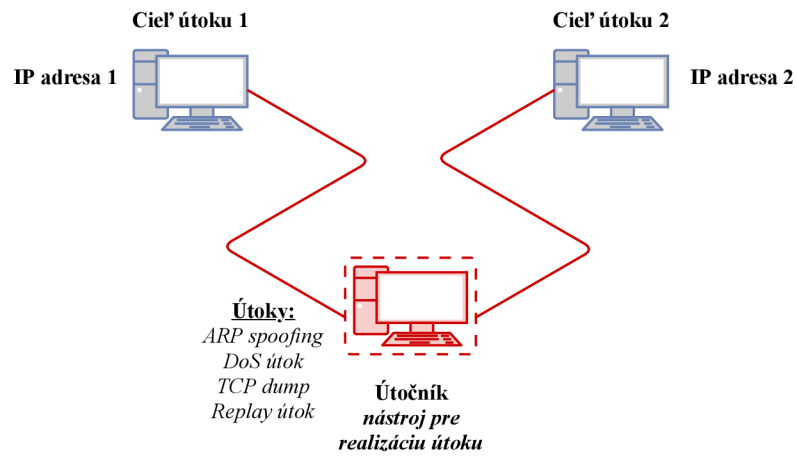 Cieľ útoku 1
Cieľ útoku 2
IP adresa 1
IP adresa 2
Útoky:
ARP spoofing
DoS útok
TCP dump
Replay útok
Útočník
nástroj pre
realizáciu útoku